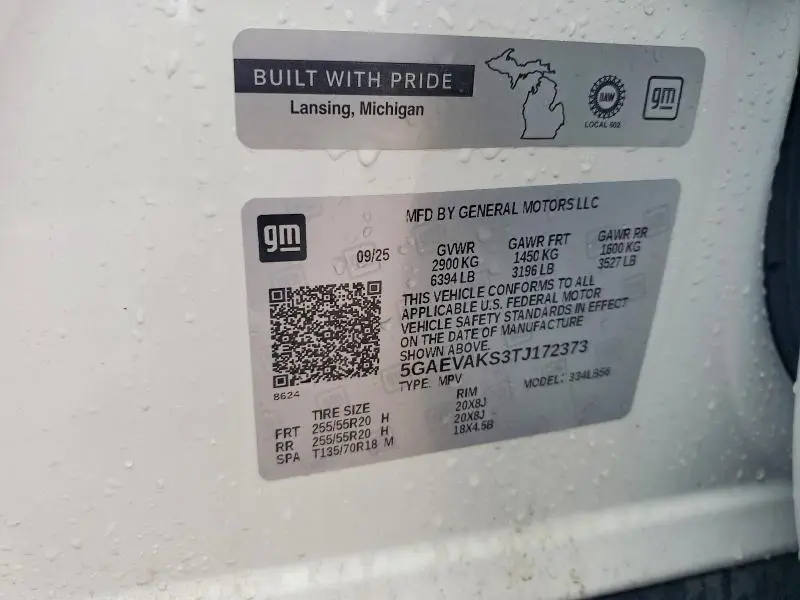 BUILT WITH PRIDE
Lansing, Michigan
UAW
LOCAL 602
gm
gm
MFD BY GENERAL MOTORS LLC
09/25
GVWR GAWR FRT GAWR RR
2900 KG 1450 KG 1600 KG
6394 LB 3196 LB 3527 LB
THIS VEHICLE CONFORMS TO ALL
APPLICABLE U.S. FEDERAL MOTOR
VEHICLE SAFETY STANDARDS IN EFFECT
ON THE DATE OF MANUFACTURE
SHOWN ABOVE.
5GAEVAKS3TJ172373
TYPE: MPV MODEL:
8624
TIRE SIZE RIM
FRT 255/55R20 H 20X8J
RR 255/55R20 H 20X8J
SPA T135/70R18 M 18X4.5B